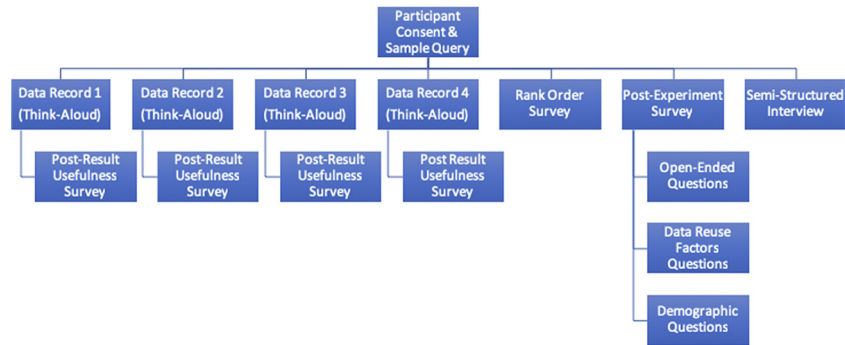 Participant
Consent &
Sample Query
Data Record 1
(Think-Aloud)
Data Record 2
(Think-Aloud)
Data Record 3
(Think-Aloud)
Data Record 4
(Think-Aloud)
Rank Order
Survey
Post-Experiment
Survey
Semi-Structured
Interview
Post-Result
Usefulness
Survey
Post-Result
Usefulness
Survey
Post-Result
Usefulness
Survey
Post Result
Usefulness
Survey
Open-Ended
Questions
Data Reuse
Factors
Questions
Demographic
Questions